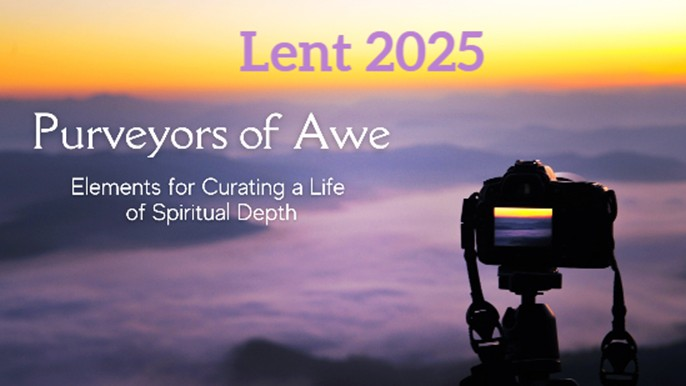 Lent 2025
Purveyors of Awe
Elements for Curating a Life
of Spiritual Depth